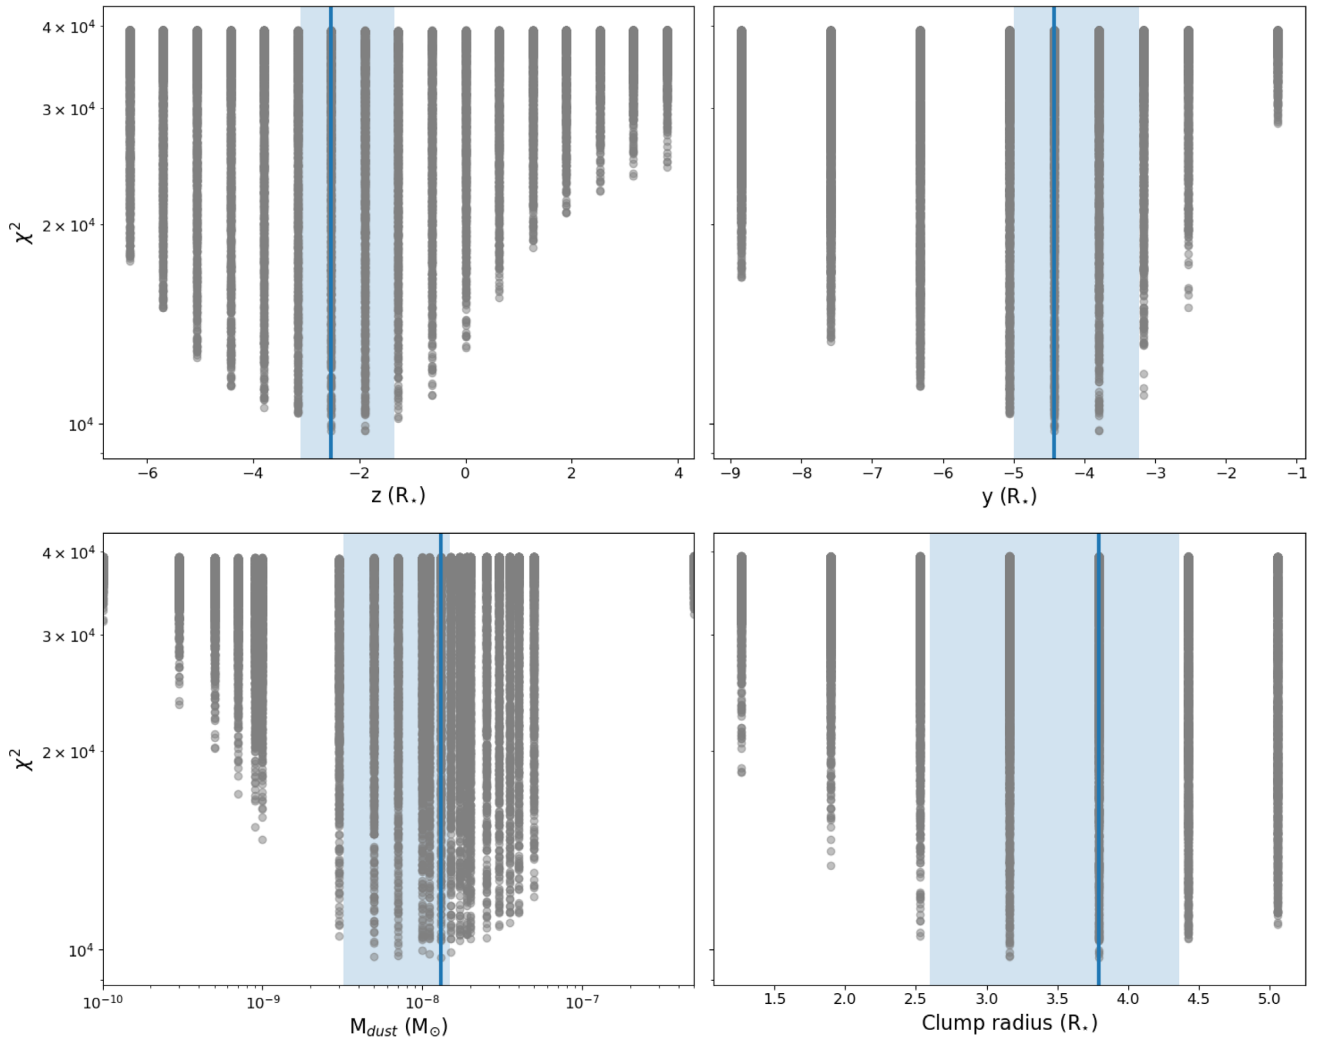 4 × 10⁴
3 × 10⁴
2 × 10⁴
10⁴
χ²
−6 −4 −2 0 2 4
z (R⋆)
−9 −8 −7 −6 −5 −4 −3 −2 −1
y (R⋆)
4 × 10⁴
3 × 10⁴
2 × 10⁴
10⁴
χ²
10⁻¹⁰ 10⁻⁹ 10⁻⁸ 10⁻⁷
M_dust (M⊙)
1.5 2.0 2.5 3.0 3.5 4.0 4.5 5.0
Clump radius (R⋆)